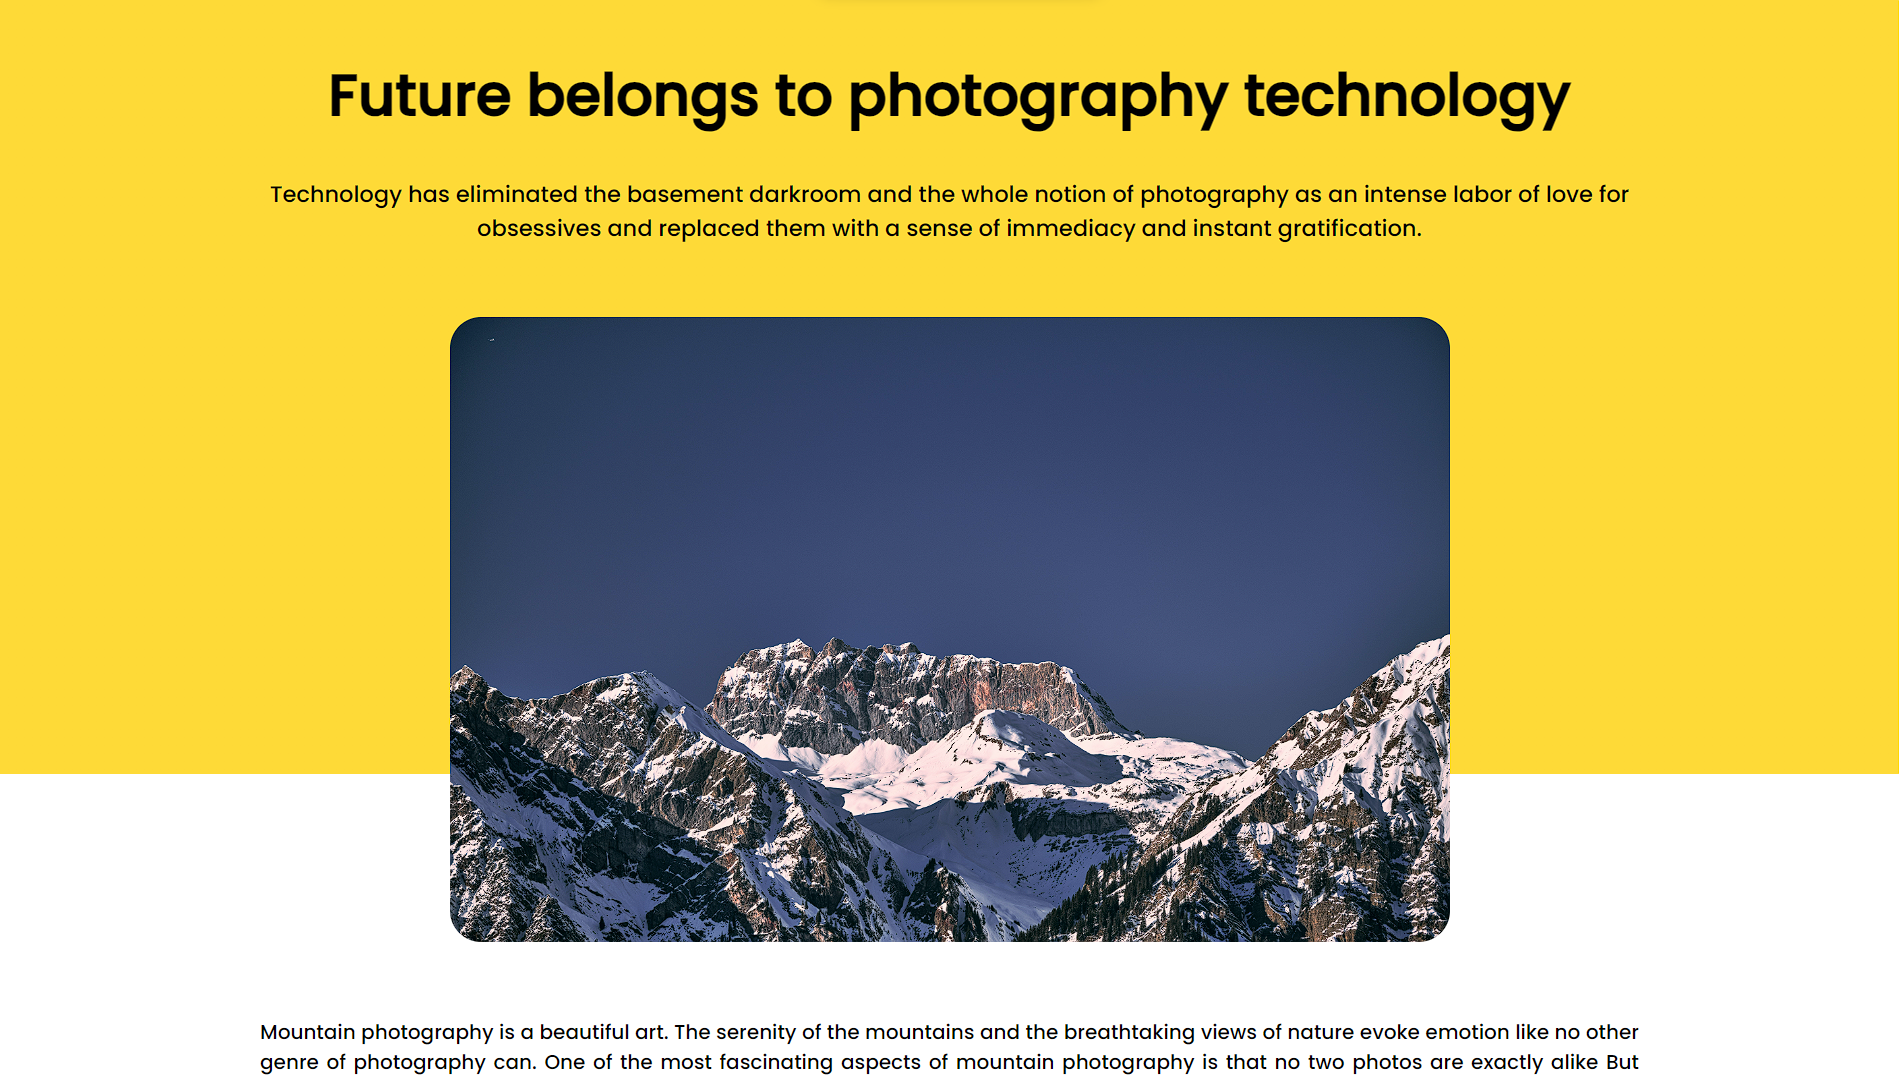 Future belongs to photography technology
Technology has eliminated the basement darkroom and the whole notion of photography as an intense labor of love for
obsessives and replaced them with a sense of immediacy and instant gratification.
Mountain photography is a beautiful art. The serenity of the mountains and the breathtaking views of nature evoke emotion like no other
genre of photography can. One of the most fascinating aspects of mountain photography is that no two photos are exactly alike But